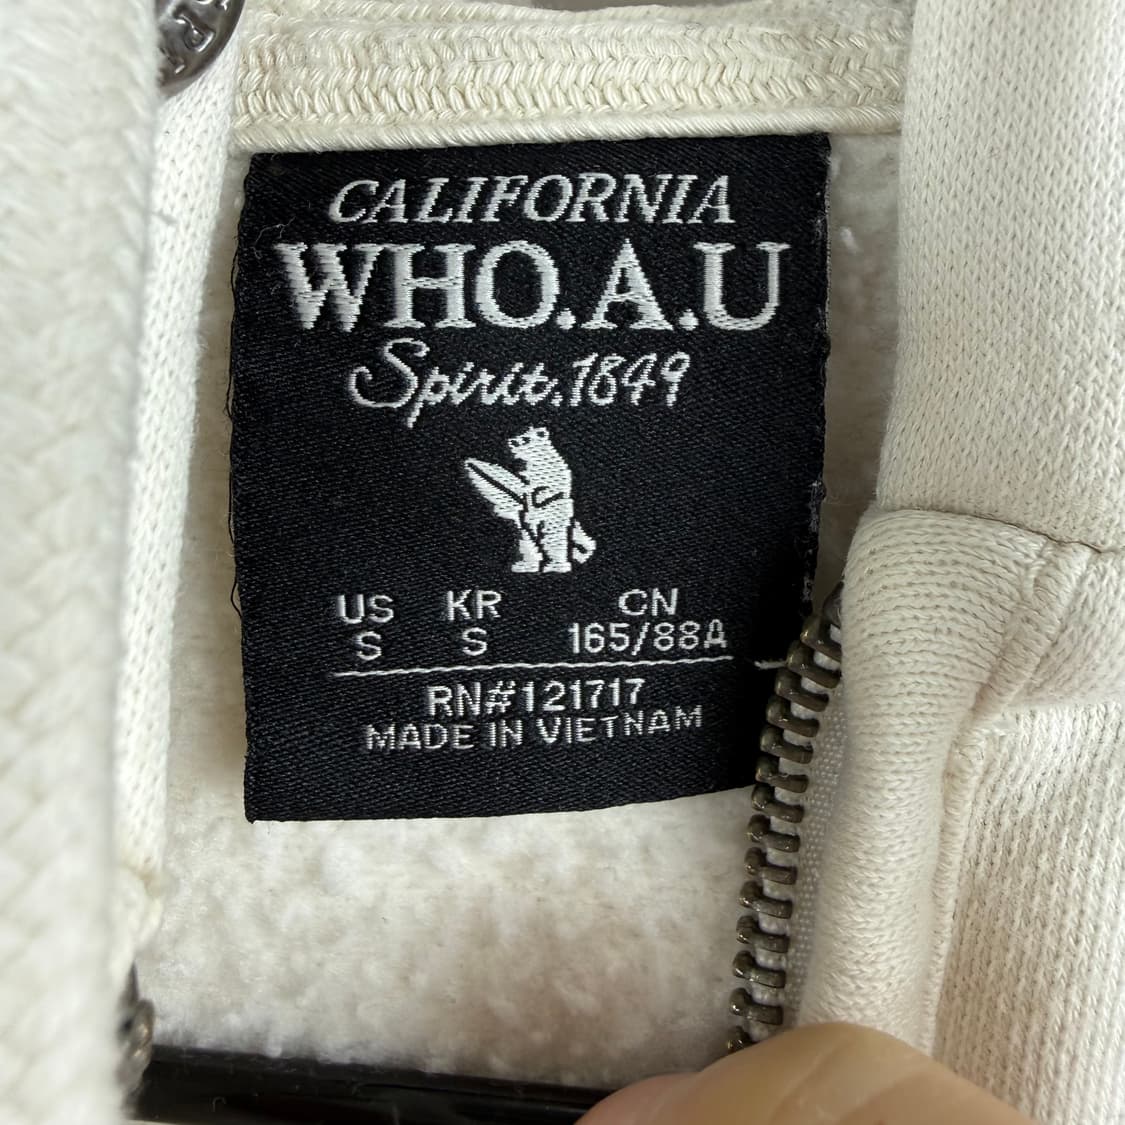 CALIFORNIA
WHO.A.U
Spirit.1849
US KR CN
S S 165/88A
RN#121717
MADE IN VIETNAM